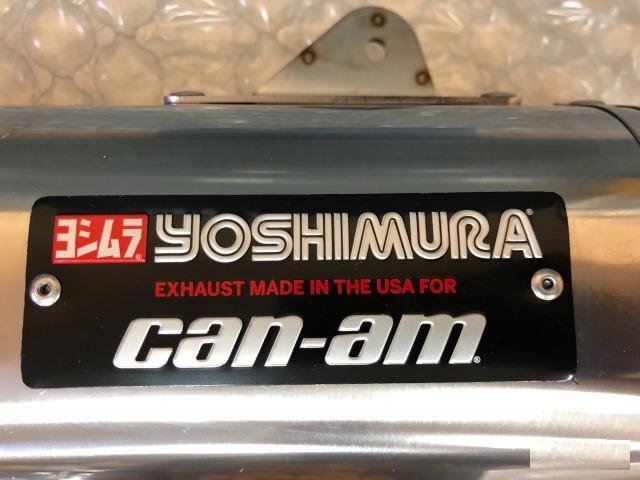 ヨシムラ® YOSHIMURA®
EXHAUST MADE IN THE USA FOR
can-am®